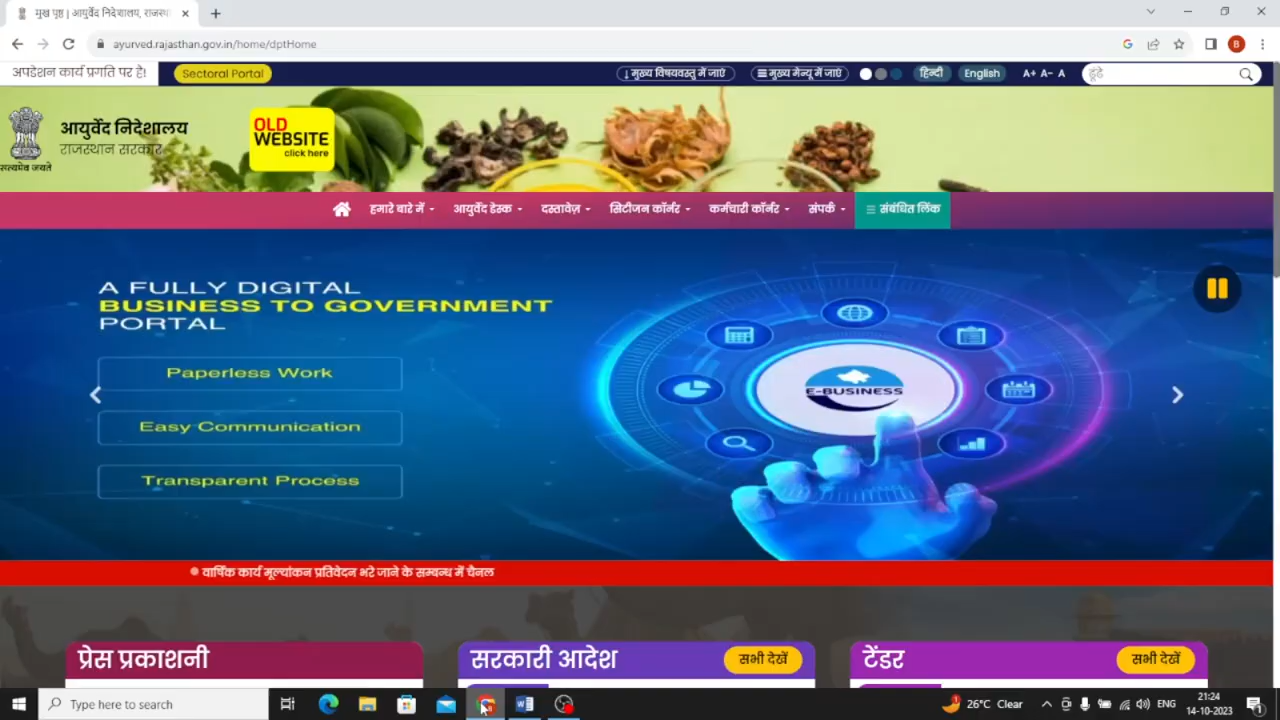 मुख पृष्ठ | आयुर्वेद निदेशालय, राजस्थ
ayurved.rajasthan.gov.in/home/dptHome
B
अपडेशन कार्य प्रगति पर है!
Sectoral Portal
मुख्य विषयवस्तु में जाएं
मुख्य मेन्यू में जाएं
हिन्दी
English
A+ A- A
ढूंढे
आयुर्वेद निदेशालय
राजस्थान सरकार
सत्यमेव जयते
OLD
WEBSITE
click here
हमारे बारे में
आयुर्वेद डेस्क
दस्तावेज़
सिटीजन कॉर्नर
कर्मचारी कॉर्नर
संपर्क
संबंधित लिंक
A FULLY DIGITAL
BUSINESS TO GOVERNMENT
PORTAL
Paperless Work
Easy Communication
Transparent Process
E-BUSINESS
वार्षिक कार्य मूल्यांकन प्रतिवेदन भरे जाने के सम्बन्ध में चैनल
प्रेस प्रकाशनी
सरकारी आदेश
सभी देखें
टेंडर
सभी देखें
Type here to search
26°C Clear
ENG
21:24
14-10-2023
1